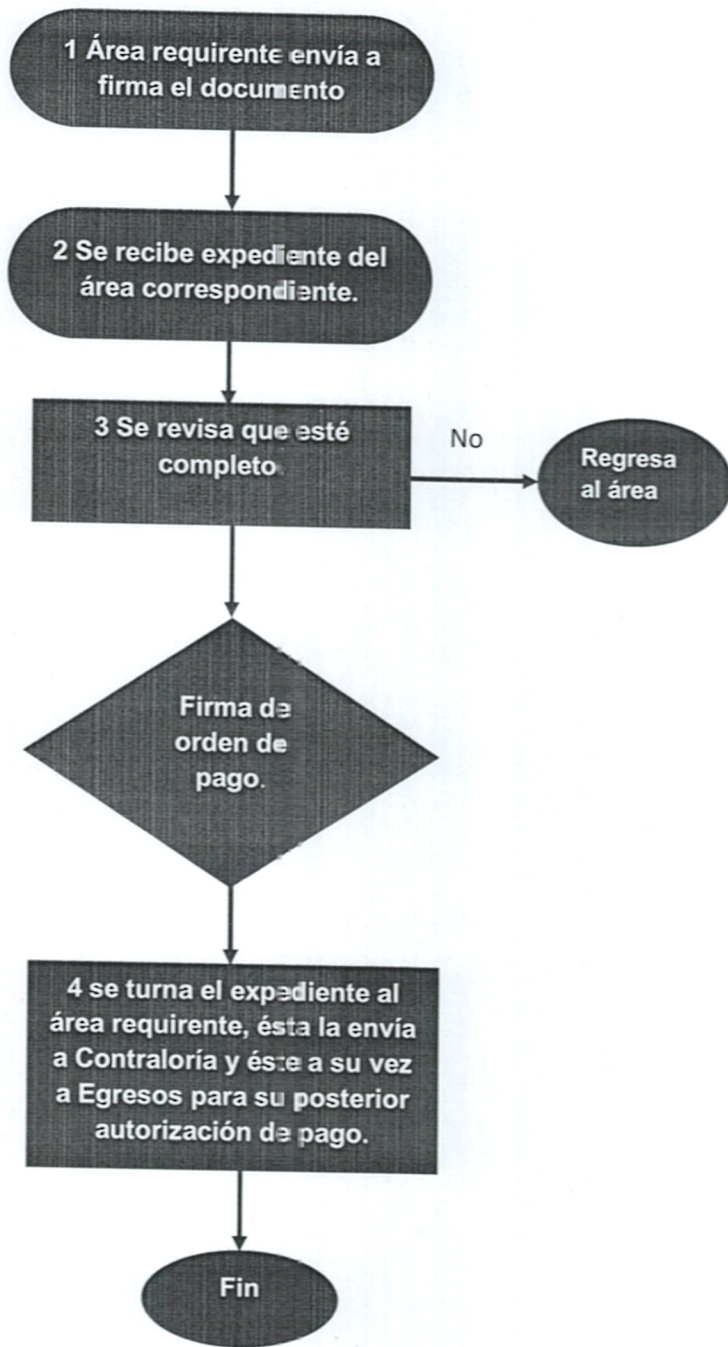 1 Área requirente envía a
firma el documento
2 Se recibe expediente del
área correspondiente.
3 Se revisa que esté
completo
No
Regresa
al área
Firma de
orden de
pago.
4 se turna el expediente al
área requirente, ésta la envía
a Contraloría y éste a su vez
a Egresos para su posterior
autorización de pago.
Fin